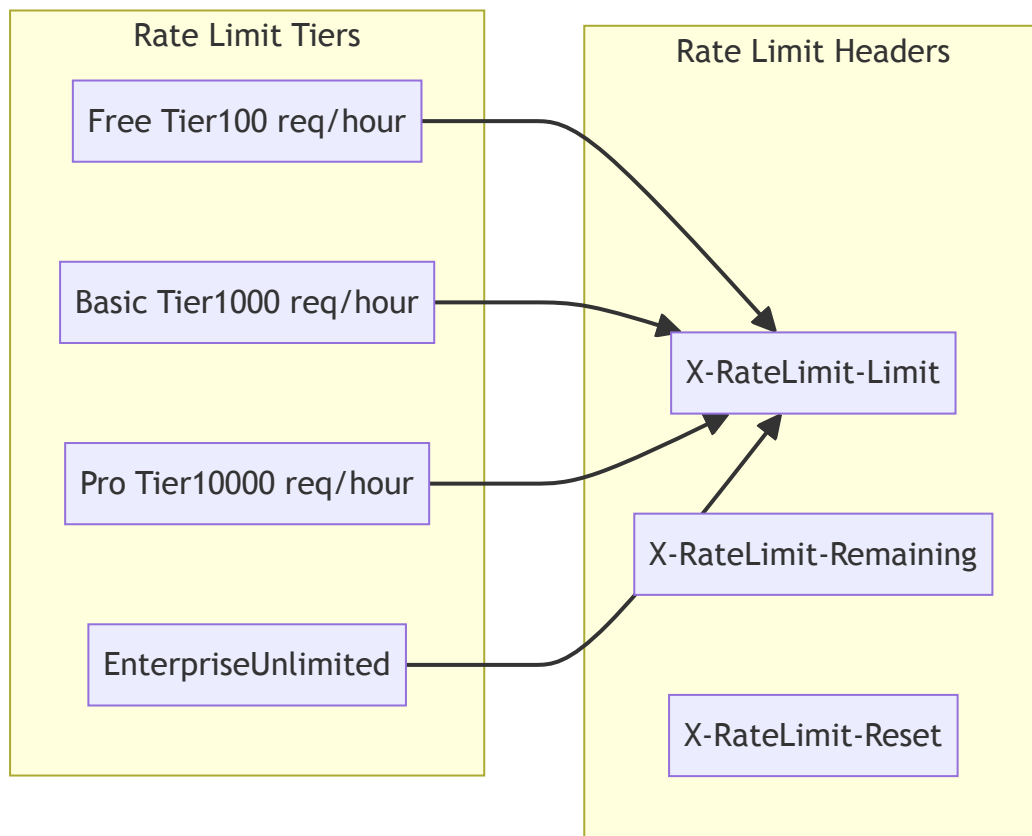 Rate Limit Tiers
Free Tier100 req/hour
Basic Tier1000 req/hour
Pro Tier10000 req/hour
EnterpriseUnlimited
Rate Limit Headers
X-RateLimit-Limit
X-RateLimit-Remaining
X-RateLimit-Reset